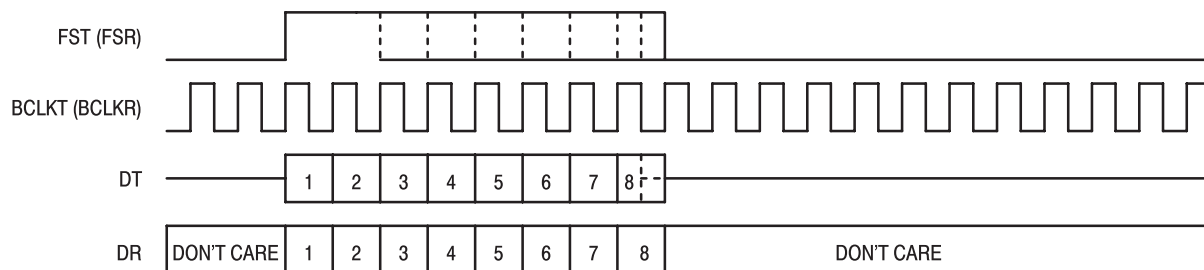 FST (FSR)
BCLKT (BCLKR)
DT 1 2 3 4 5 6 7 8
DR DON'T CARE 1 2 3 4 5 6 7 8 DON'T CARE